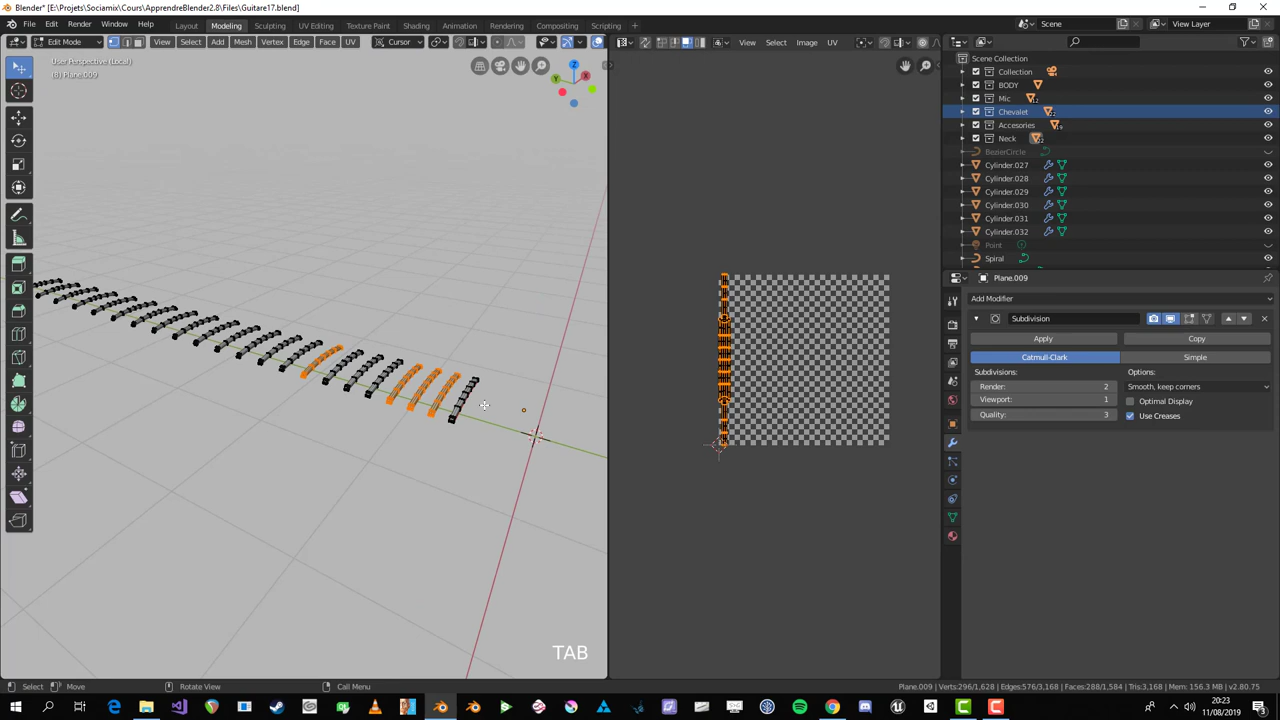 Blender* [E:\Projets\Sociamix\Cours\ApprendreBlender2.8\Files\Guitare17.blend]
File Edit Render Window Help Layout Modeling Sculpting UV Editing Texture Paint Shading Animation Rendering Compositing Scripting
Scene View Layer
Edit Mode View Select Add Mesh Vertex Edge Face UV Cursor View Select Image UV
User Perspective (Local)
(8) Plane.009
Scene Collection
Collection
BODY
Mic
Chevalet
Accesories
Neck
BezierCircle
Cylinder.027
Cylinder.028
Cylinder.029
Cylinder.030
Cylinder.031
Cylinder.032
Point
Spiral
Plane.009
Add Modifier
Subdivision
Apply Copy
Catmull-Clark Simple
Subdivisions: Options:
Render: 2 Smooth, keep corners
Viewport: 1 Optimal Display
Quality: 3 Use Creases
TAB
Select Move Rotate View Call Menu
Plane.009 | Verts:296/1,628 | Edges:576/3,168 | Faces:288/1,584 | Tris:3,168 | Mem: 156.3 MB | v2.80.75
20:23
11/08/2019